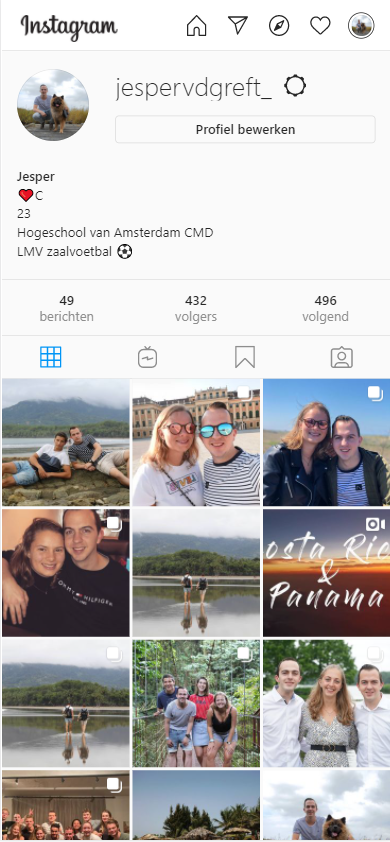 Instagram
jespervdgreft_
Profiel bewerken
Jesper
❤️C
23
Hogeschool van Amsterdam CMD
LMV zaalvoetbal ⚽
49 432 496
berichten volgers volgend
osta Ric
&
Panama